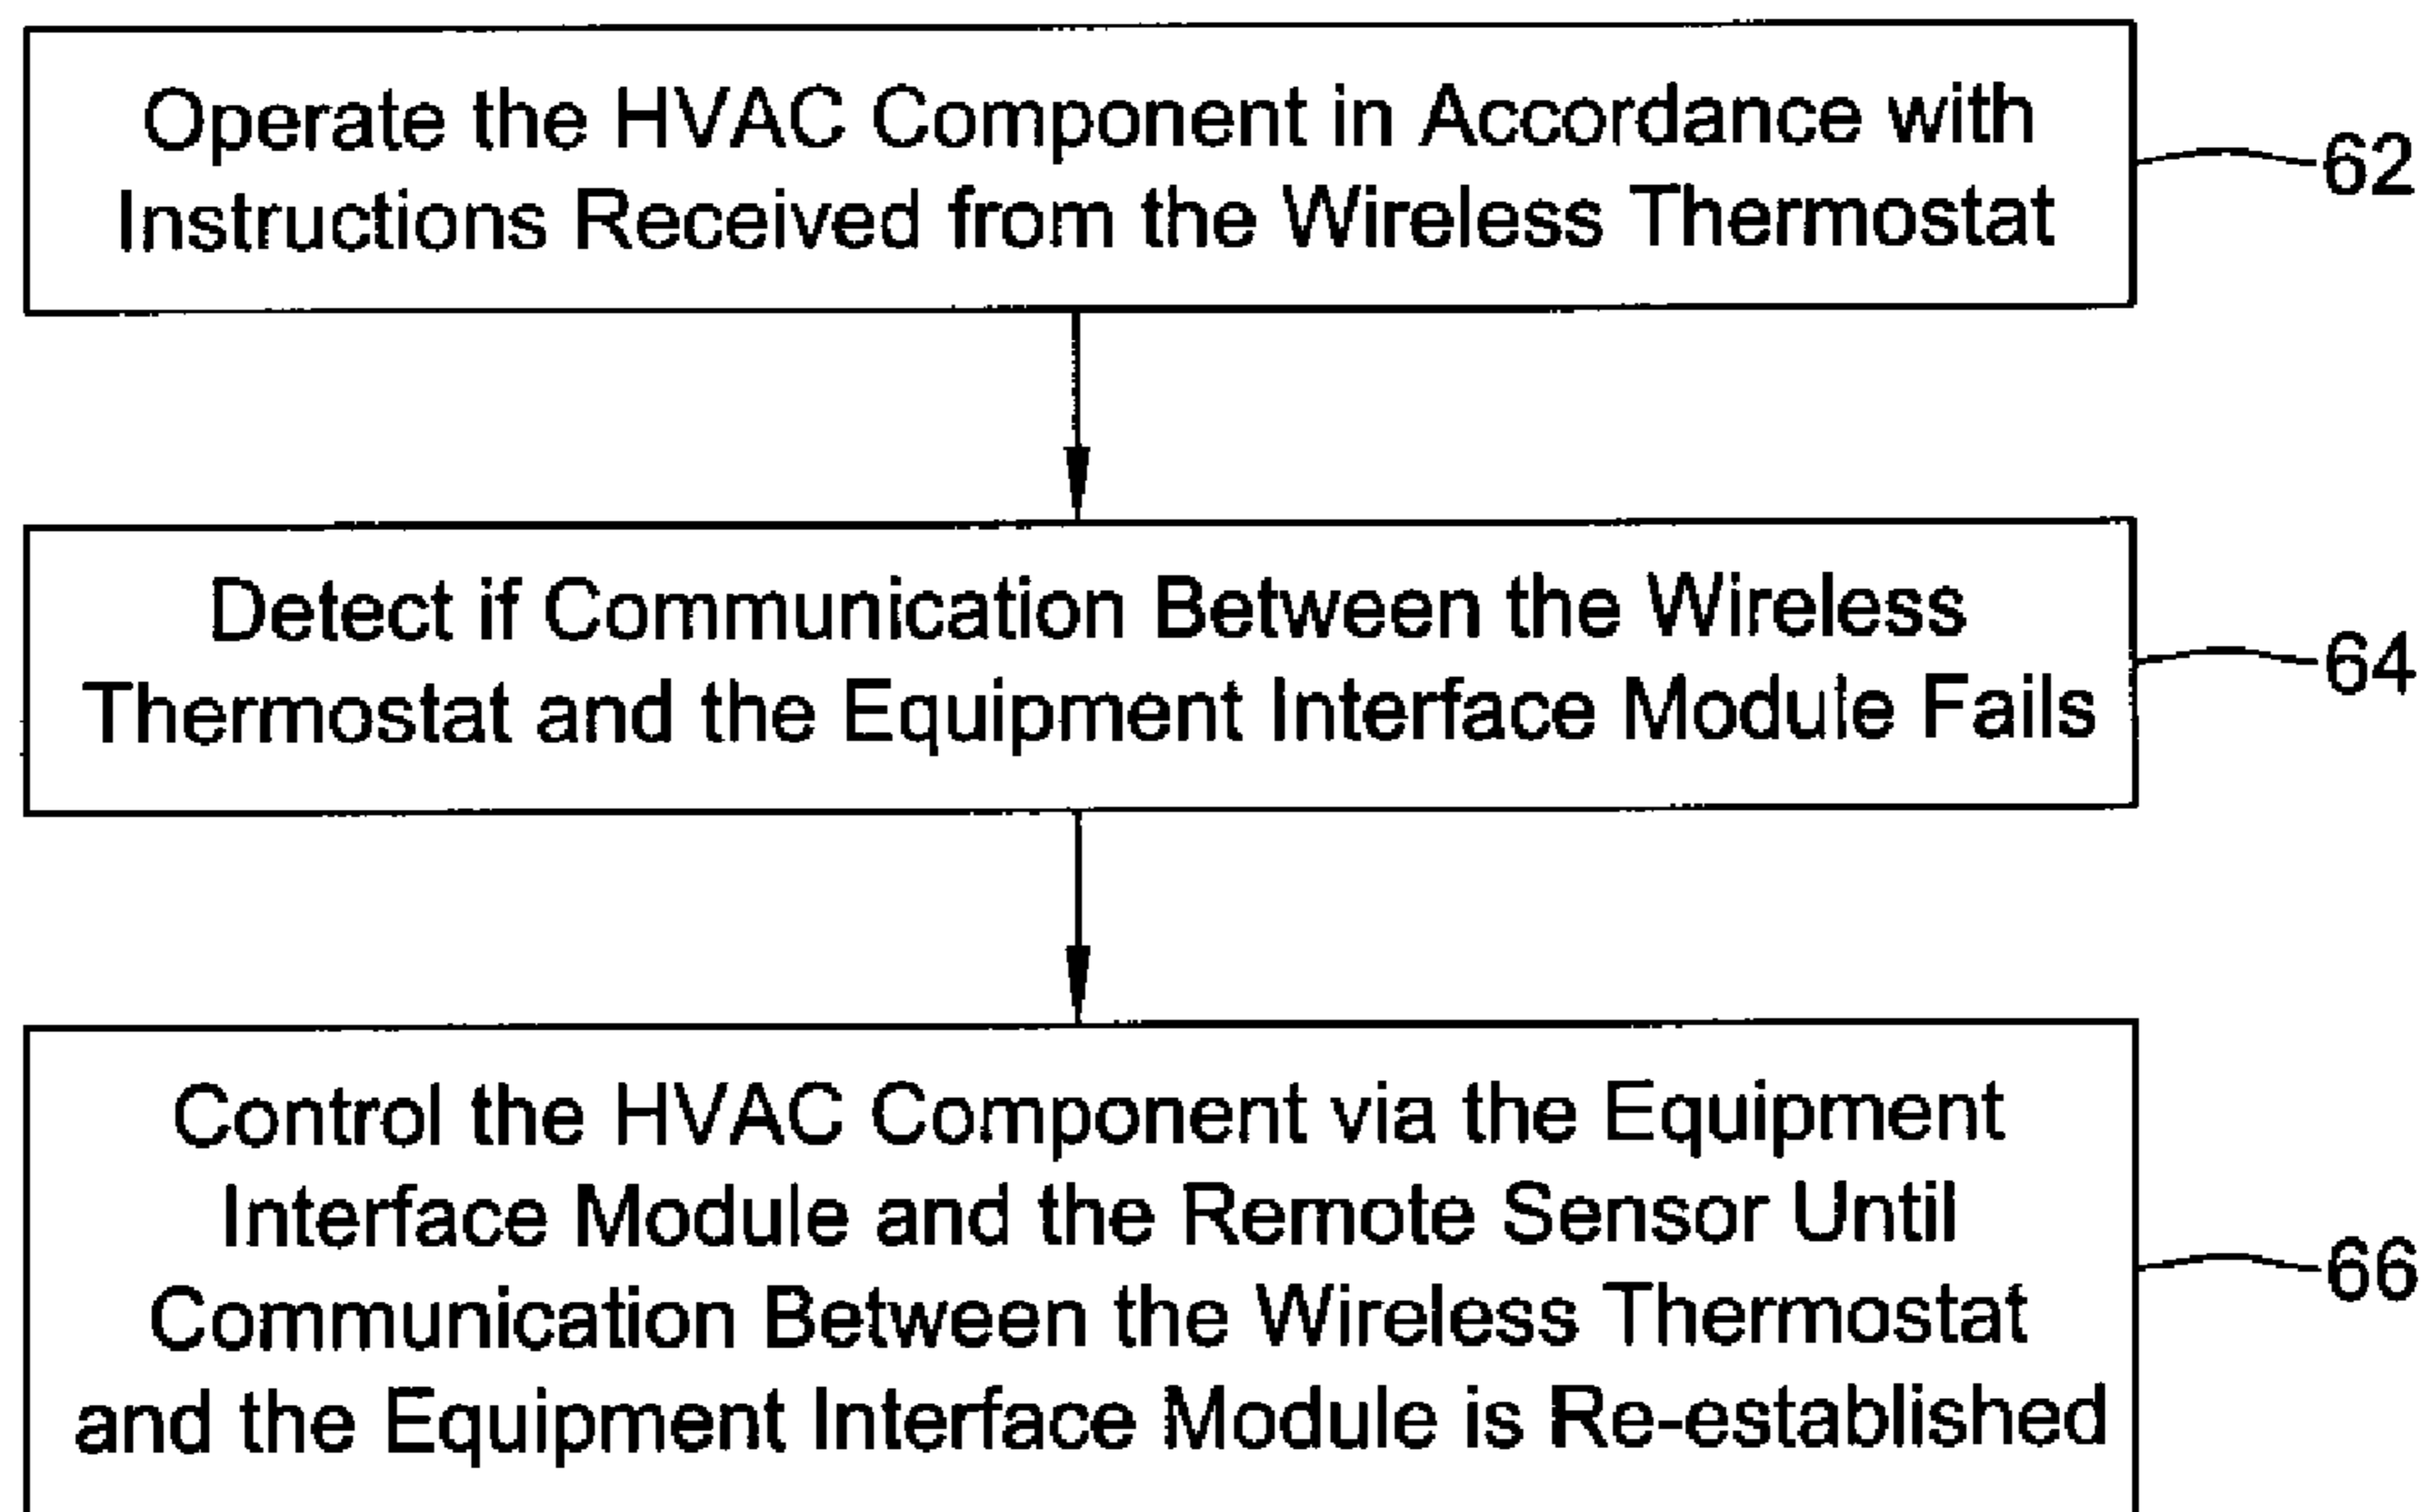 Operate the HVAC Component in Accordance with
Instructions Received from the Wireless Thermostat
62
Detect if Communication Between the Wireless
Thermostat and the Equipment Interface Module Fails
64
Control the HVAC Component via the Equipment
Interface Module and the Remote Sensor Until
Communication Between the Wireless Thermostat
and the Equipment Interface Module is Re-established
66